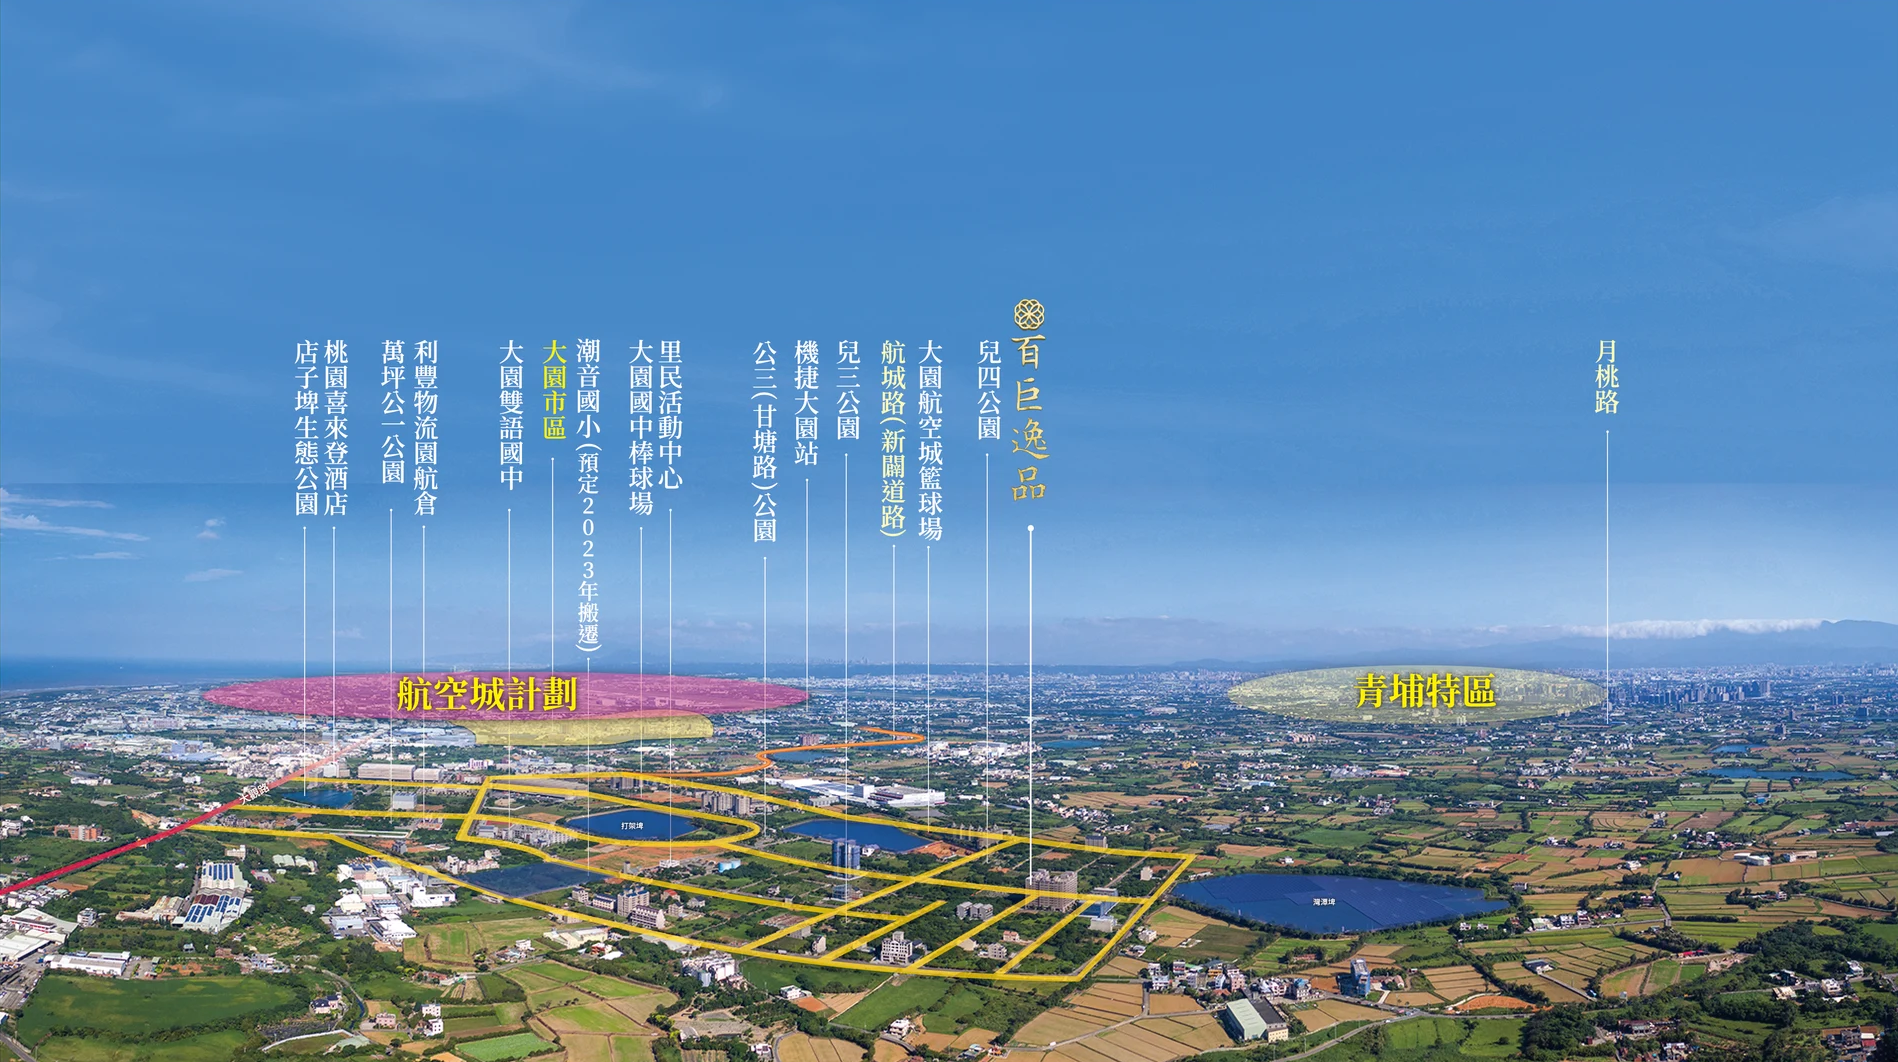 店子埤生態公園
桃園喜來登酒店
萬坪公一公園
利豐物流園航倉
大園雙語國中
大園市區
潮音國小(預定2023年搬遷)
大園國中棒球場
里民活動中心
公三(甘塘路)公園
機捷大園站
兒三公園
航城路(新闢道路)
大園航空城籃球場
兒四公園
百巨逸品
月桃路
航空城計劃
青埔特區
打架埤
灣潭埤